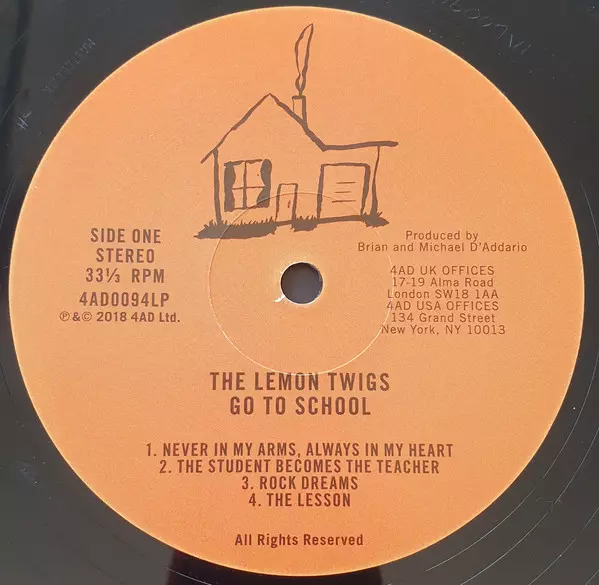 SIDE ONE
STEREO
33⅓ RPM
4AD0094LP
℗&© 2018 4AD Ltd.
Produced by
Brian and Michael D'Addario
4AD UK OFFICES
17-19 Alma Road
London SW18 1AA
4AD USA OFFICES
134 Grand Street
New York, NY 10013
THE LEMON TWIGS
GO TO SCHOOL
1. NEVER IN MY ARMS, ALWAYS IN MY HEART
2. THE STUDENT BECOMES THE TEACHER
3. ROCK DREAMS
4. THE LESSON
All Rights Reserved